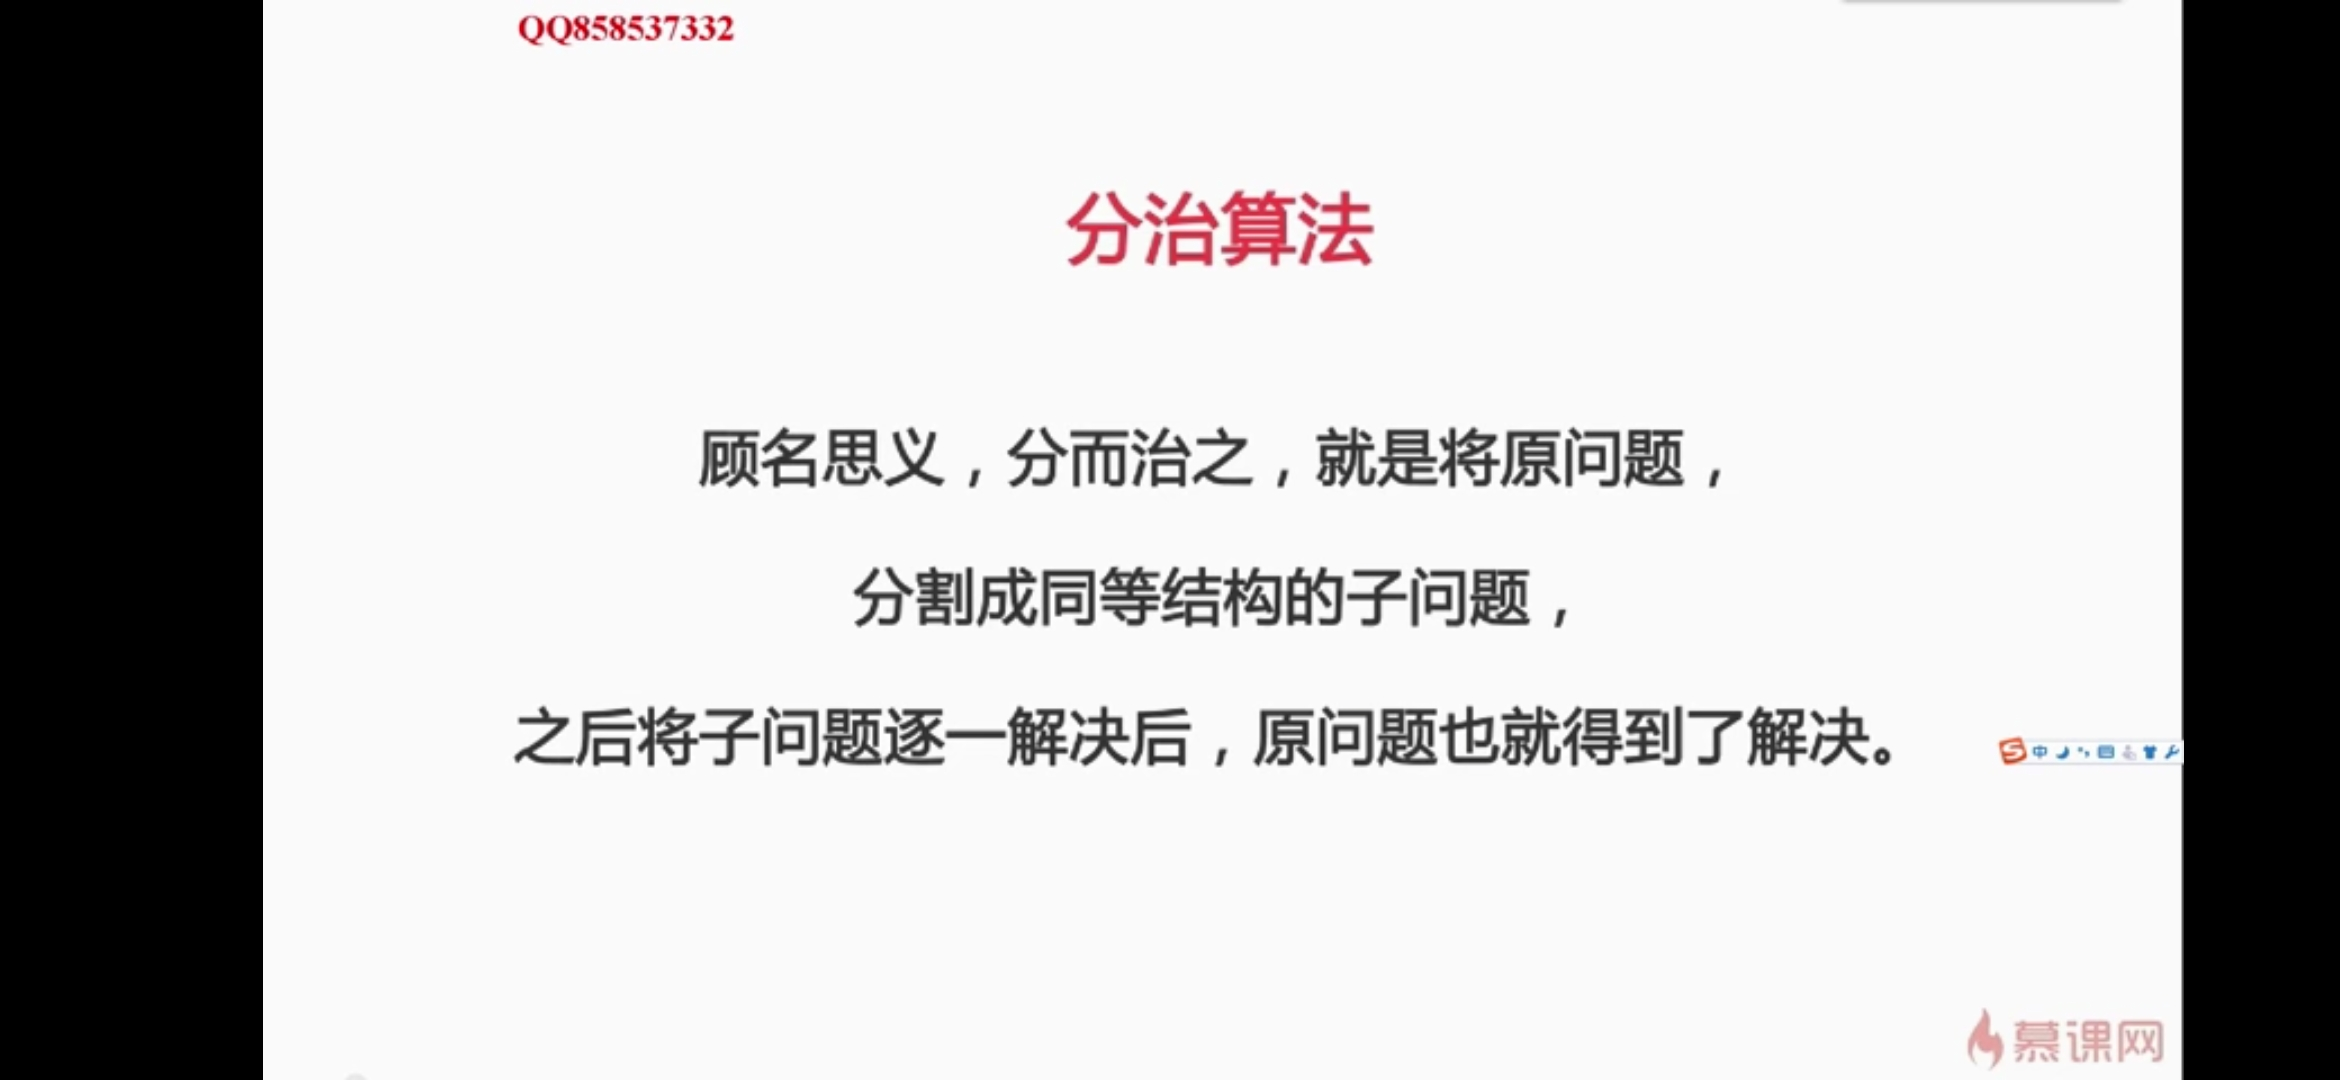 QQ858537332
分治算法
顾名思义，分而治之，就是将原问题，
分割成同等结构的子问题，
之后将子问题逐一解决后，原问题也就得到了解决。
中
慕课网